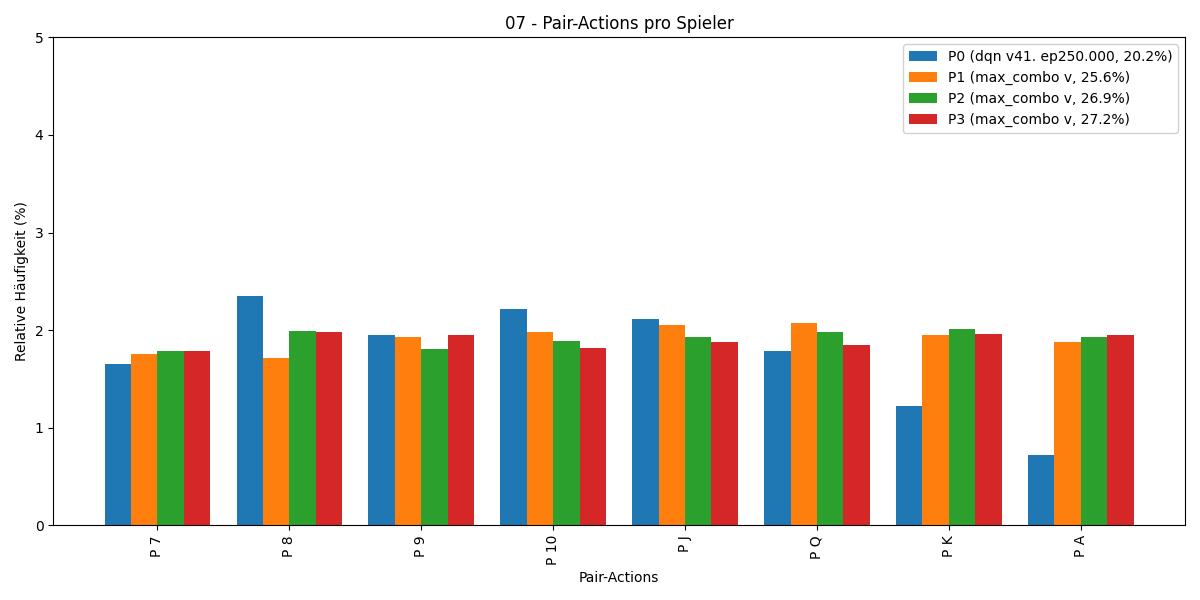 07 - Pair-Actions pro Spieler
P0 (dqn v41. ep250.000, 20.2%)
P1 (max_combo v, 25.6%)
P2 (max_combo v, 26.9%)
P3 (max_combo v, 27.2%)
Relative Häufigkeit (%)
5
4
3
2
1
0
P 7
P 8
P 9
P 10
P J
P Q
P K
P A
Pair-Actions